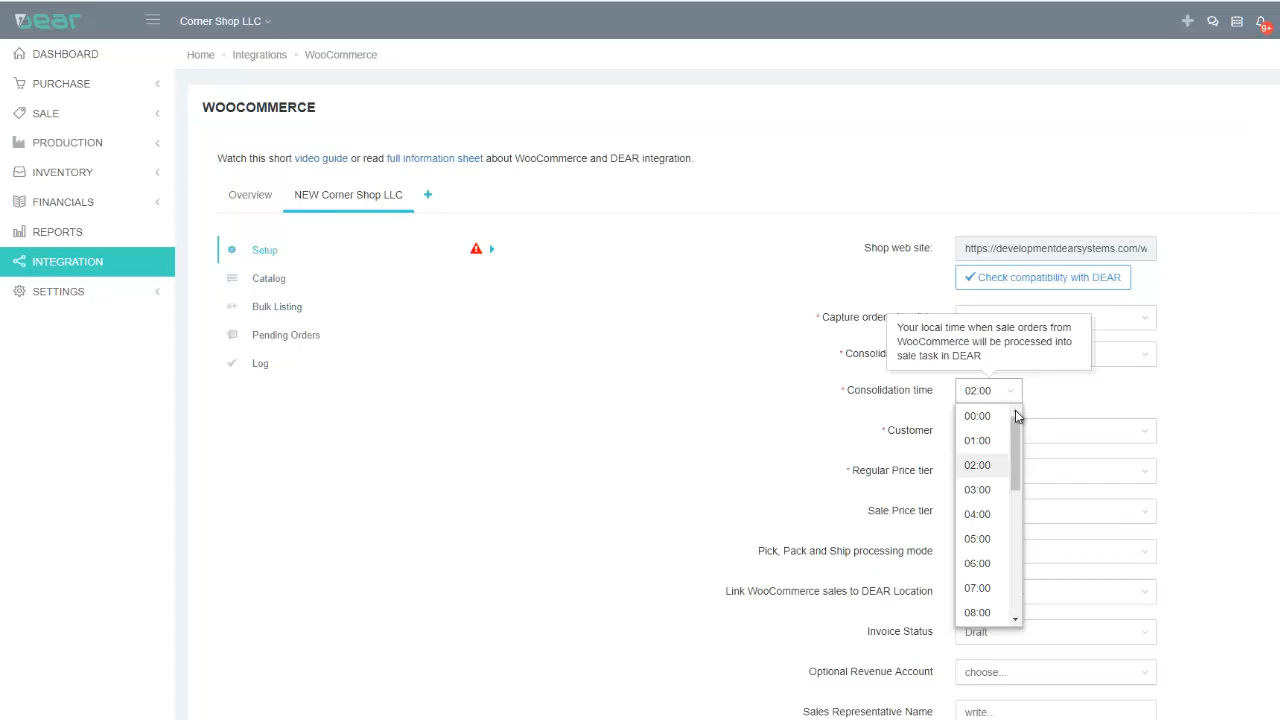 DEAR
Corner Shop LLC
9+
DASHBOARD
PURCHASE
SALE
PRODUCTION
INVENTORY
FINANCIALS
REPORTS
INTEGRATION
SETTINGS
Home
Integrations
WooCommerce
WOOCOMMERCE
Watch this short video guide or read full information sheet about WooCommerce and DEAR integration.
Overview
NEW Corner Shop LLC
+
Setup
Catalog
Bulk Listing
Pending Orders
Log
Shop web site:
https://developmentdearsystems.com/w
Check compatibility with DEAR
* Capture order
Your local time when sale orders from
WooCommerce will be processed into
sale task in DEAR
* Consolid
* Consolidation time
02:00
00:00
01:00
02:00
03:00
04:00
05:00
06:00
07:00
08:00
* Customer
* Regular Price tier
Sale Price tier
Pick, Pack and Ship processing mode
Link WooCommerce sales to DEAR Location
Invoice Status
Draft
Optional Revenue Account
choose...
Sales Representative Name
write...